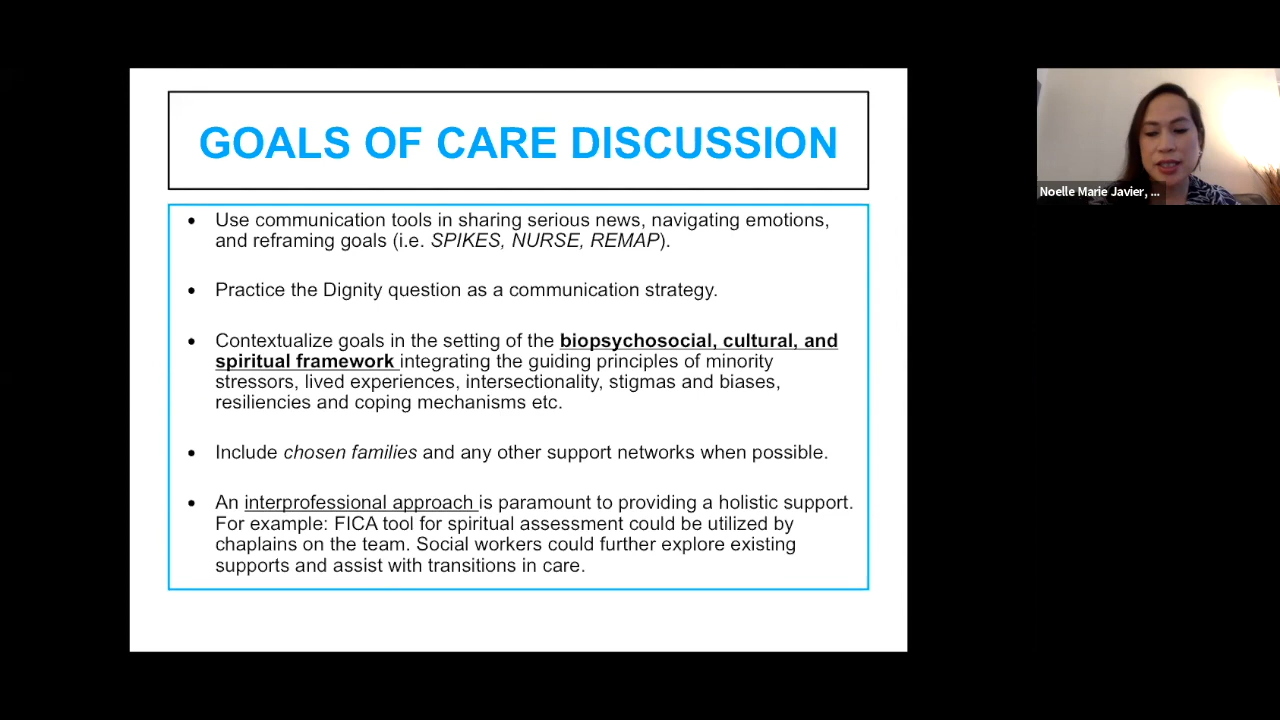 GOALS OF CARE DISCUSSION
• Use communication tools in sharing serious news, navigating emotions,
and reframing goals (i.e. SPIKES, NURSE, REMAP).
• Practice the Dignity question as a communication strategy.
• Contextualize goals in the setting of the biopsychosocial, cultural, and
spiritual framework integrating the guiding principles of minority
stressors, lived experiences, intersectionality, stigmas and biases,
resiliencies and coping mechanisms etc.
• Include chosen families and any other support networks when possible.
• An interprofessional approach is paramount to providing a holistic support.
For example: FICA tool for spiritual assessment could be utilized by
chaplains on the team. Social workers could further explore existing
supports and assist with transitions in care.
Noelle Marie Javier, ...